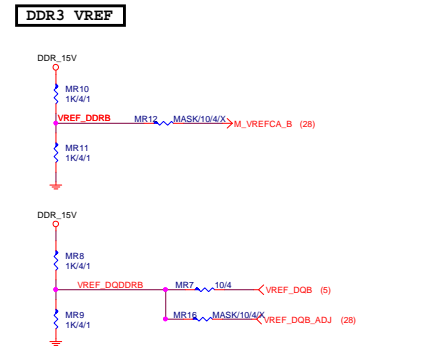 DDR3 VREF
DDR_15V
MR10
1K/4/1
VREF_DDRB
MR12
MASK/10/4/X
M_VREFCA_B (28)
MR11
1K/4/1
DDR_15V
MR8
1K/4/1
VREF_DQDDRB
MR7
10/4
VREF_DQB (5)
MR9
1K/4/1
MR16
MASK/10/4/X
VREF_DQB_ADJ (28)